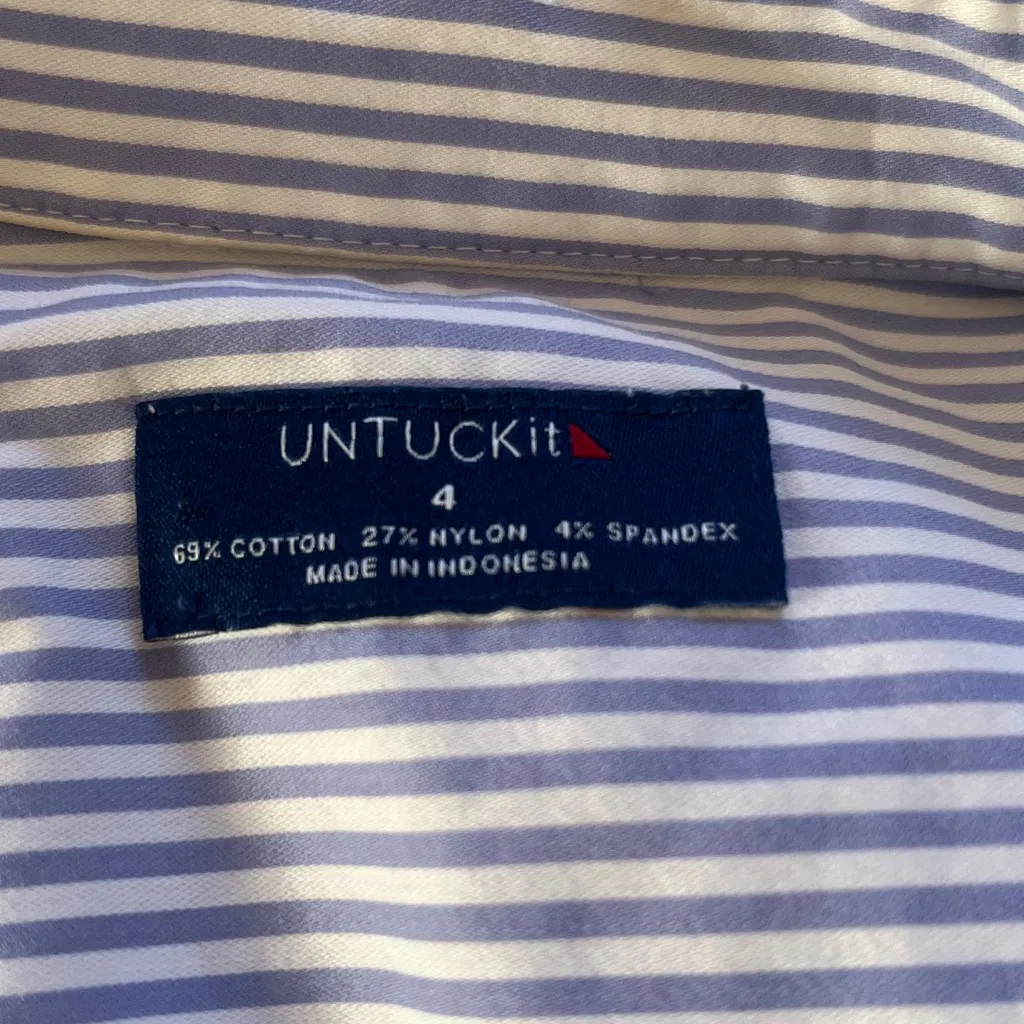 UNTUCKit
4
69% COTTON 27% NYLON 4% SPANDEX
MADE IN INDONESIA